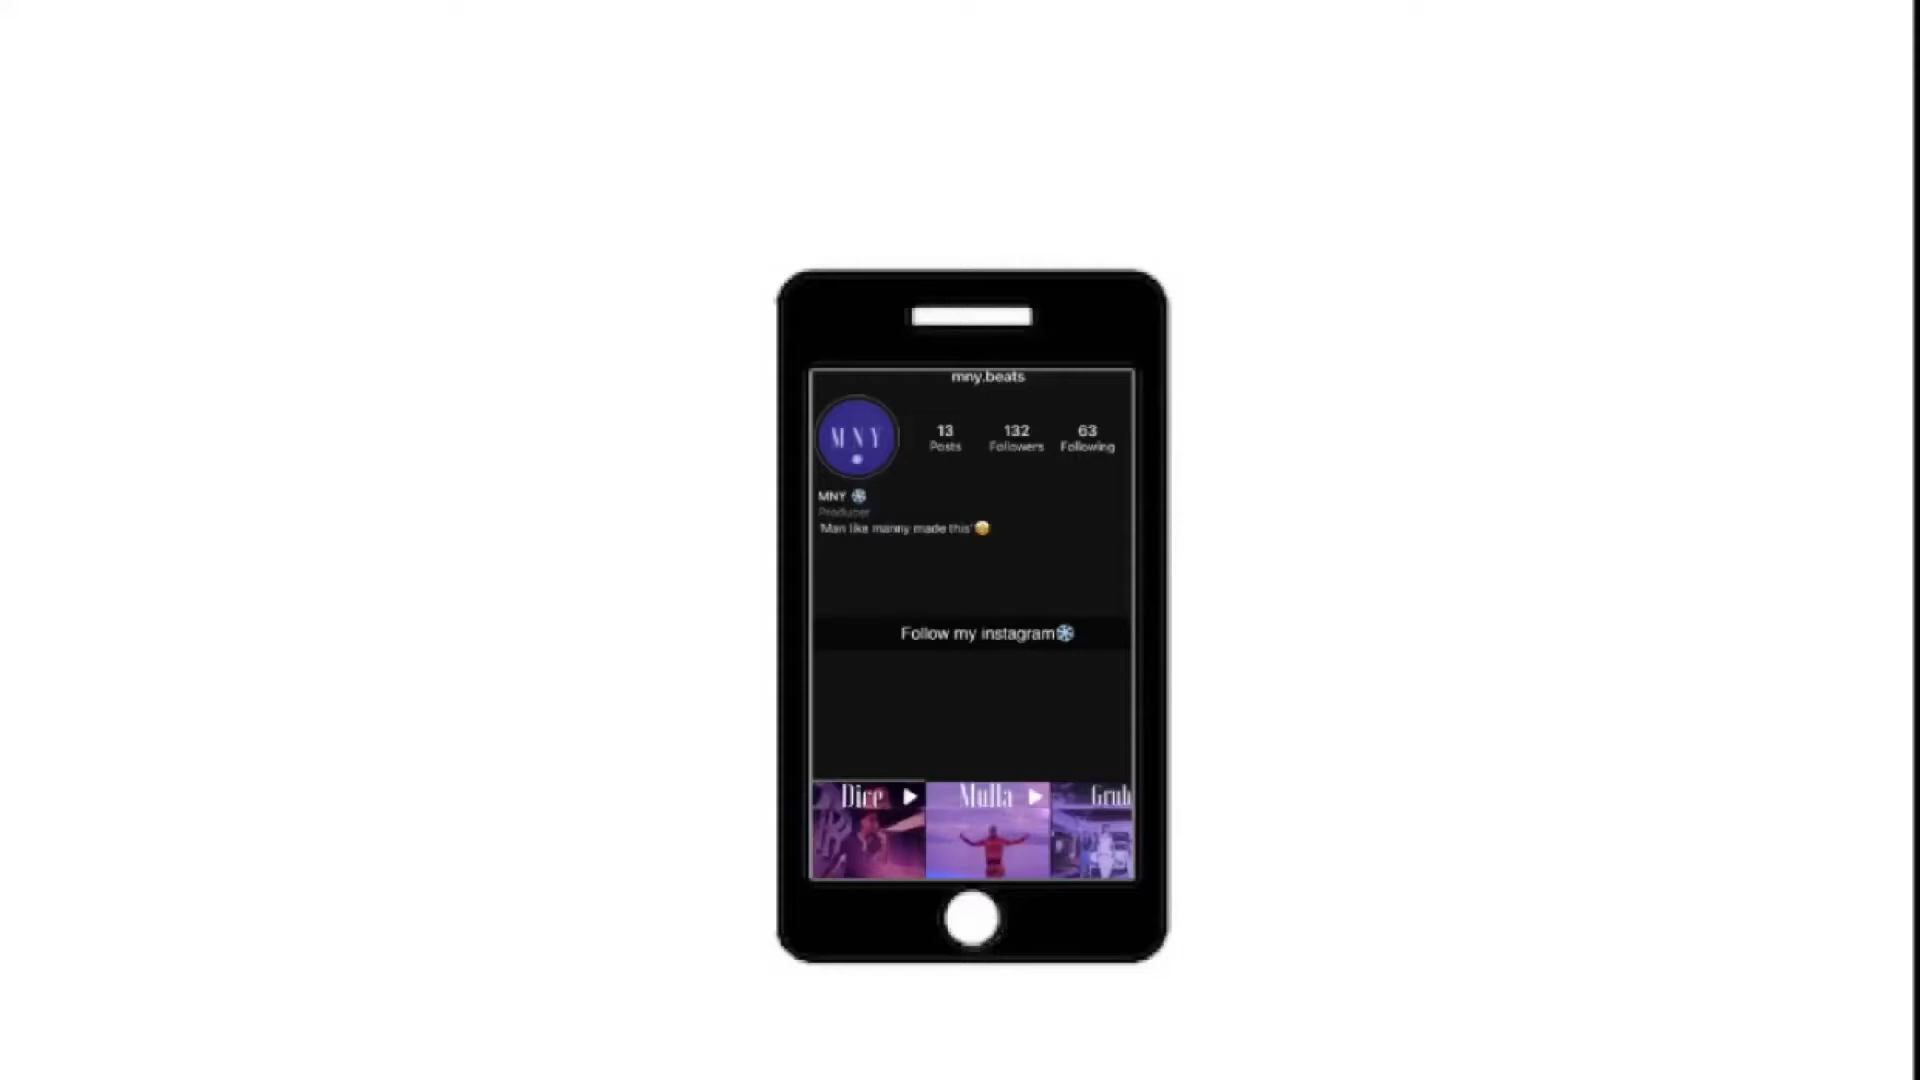 mny.beats
MNY
13 132 63
Posts Followers Following
MNY
Producer
'Man like manny made this'
Follow my instagram
Dire Mulla